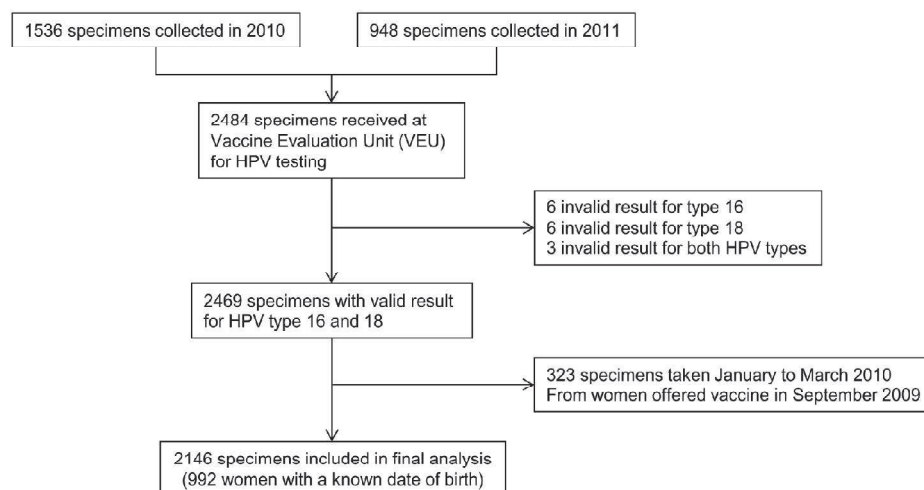 1536 specimens collected in 2010
948 specimens collected in 2011
2484 specimens received at
Vaccine Evaluation Unit (VEU)
for HPV testing
6 invalid result for type 16
6 invalid result for type 18
3 invalid result for both HPV types
2469 specimens with valid result
for HPV type 16 and 18
323 specimens taken January to March 2010
From women offered vaccine in September 2009
2146 specimens included in final analysis
(992 women with a known date of birth)